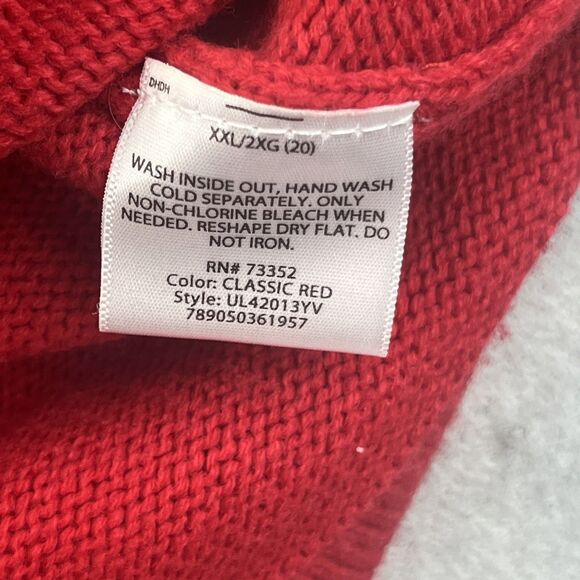 DHDH
XXL/2XG (20)
WASH INSIDE OUT, HAND WASH
COLD SEPARATELY. ONLY
NON-CHLORINE BLEACH WHEN
NEEDED. RESHAPE DRY FLAT. DO
NOT IRON.
RN# 73352
Color: CLASSIC RED
Style: UL42013YV
789050361957